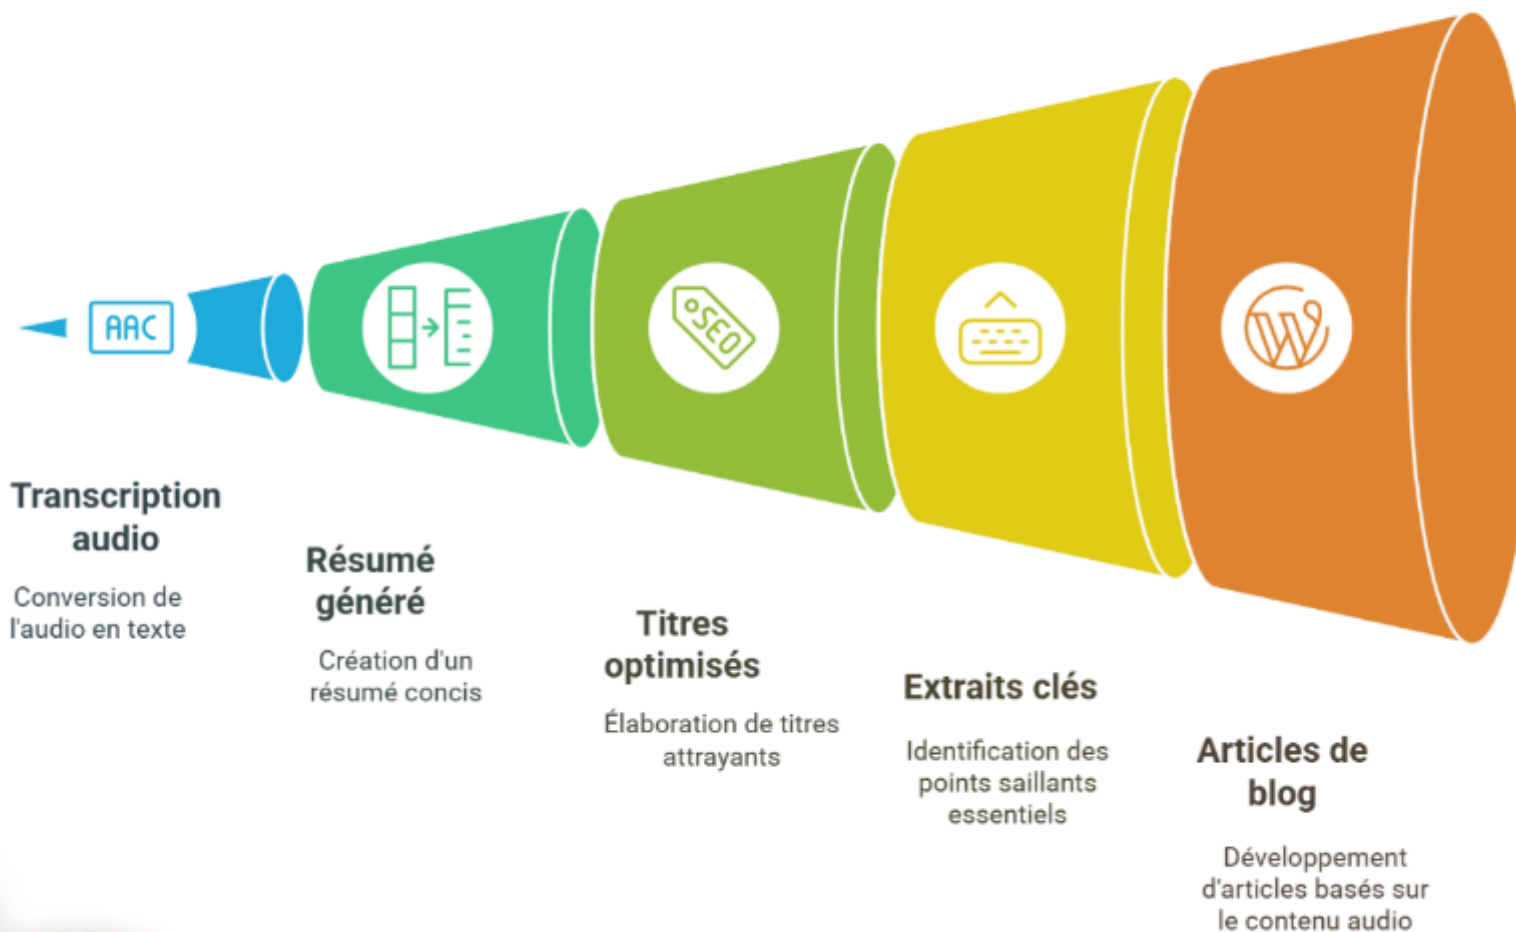 AAC
SEO
Transcription
audio
Conversion de
l'audio en texte
Résumé
généré
Création d'un
résumé concis
Titres
optimisés
Élaboration de titres
attrayants
Extraits clés
Identification des
points saillants
essentiels
Articles de
blog
Développement
d'articles basés sur
le contenu audio